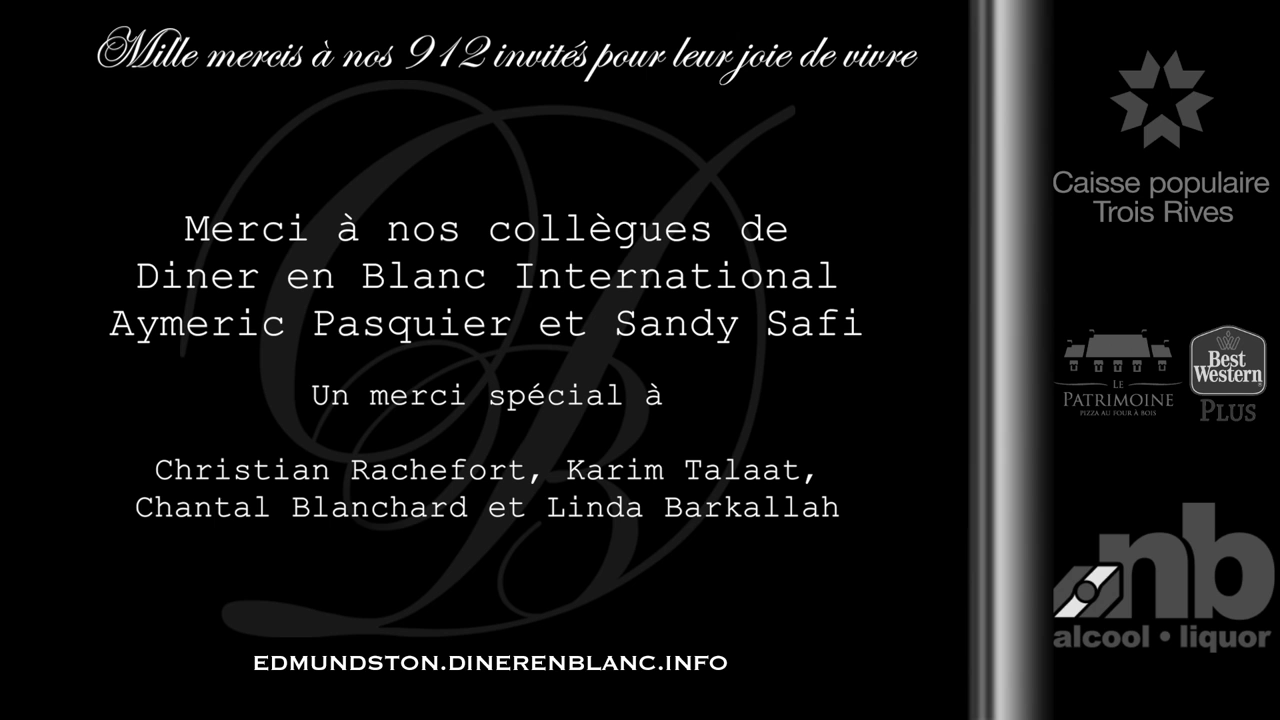 Mille mercis à nos 912 invités pour leur joie de vivre
Merci à nos collègues de
Diner en Blanc International
Aymeric Pasquier et Sandy Safi
Un merci spécial à
Christian Rachefort, Karim Talaat,
Chantal Blanchard et Linda Barkallah
EDMUNDSTON.DINERENBLANC.INFO
Caisse populaire
Trois Rives
LE
PATRIMOINE
PIZZA AU FOUR À BOIS
Best
Western
PLUS
nb
alcool • liquor